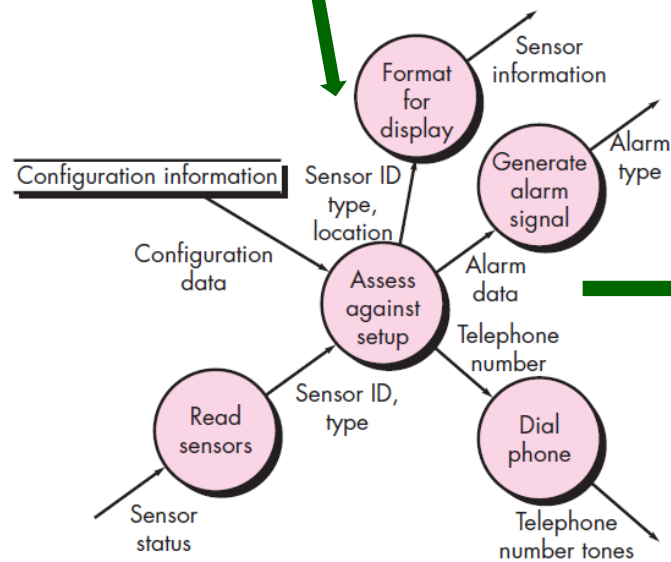 Sensor
information
Format
for
display
Alarm
type
Generate
alarm
signal
Configuration information
Sensor ID
type,
location
Configuration
data
Assess
against
setup
Alarm
data
Telephone
number
Sensor ID,
type
Read
sensors
Dial
phone
Sensor
status
Telephone
number tones